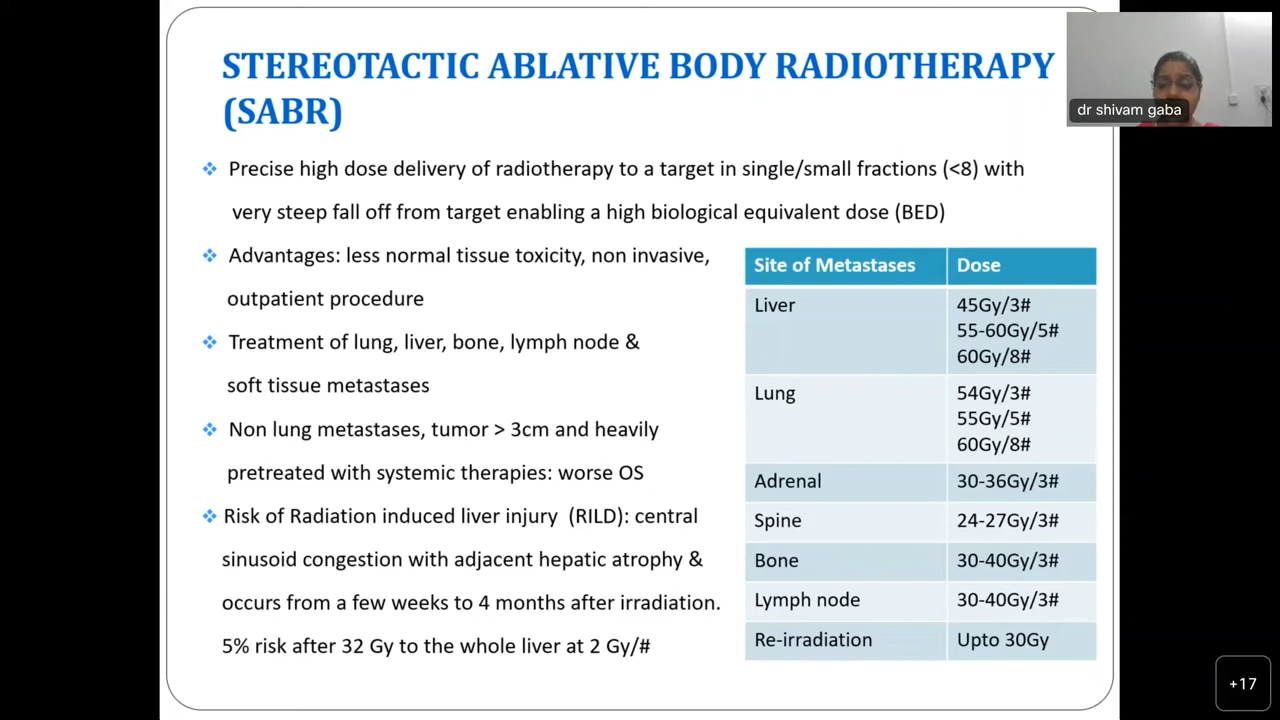 STEREOTACTIC ABLATIVE BODY RADIOTHERAPY
(SABR)
dr shivam gaba
Precise high dose delivery of radiotherapy to a target in single/small fractions (<8) with
very steep fall off from target enabling a high biological equivalent dose (BED)
Advantages: less normal tissue toxicity, non invasive,
outpatient procedure
Treatment of lung, liver, bone, lymph node &
soft tissue metastases
Non lung metastases, tumor > 3cm and heavily
pretreated with systemic therapies: worse OS
Risk of Radiation induced liver injury (RILD): central
sinusoid congestion with adjacent hepatic atrophy &
occurs from a few weeks to 4 months after irradiation.
5% risk after 32 Gy to the whole liver at 2 Gy/#
Site of Metastases Dose
Liver 45Gy/3#
55-60Gy/5#
60Gy/8#
Lung 54Gy/3#
55Gy/5#
60Gy/8#
Adrenal 30-36Gy/3#
Spine 24-27Gy/3#
Bone 30-40Gy/3#
Lymph node 30-40Gy/3#
Re-irradiation Upto 30Gy
+17